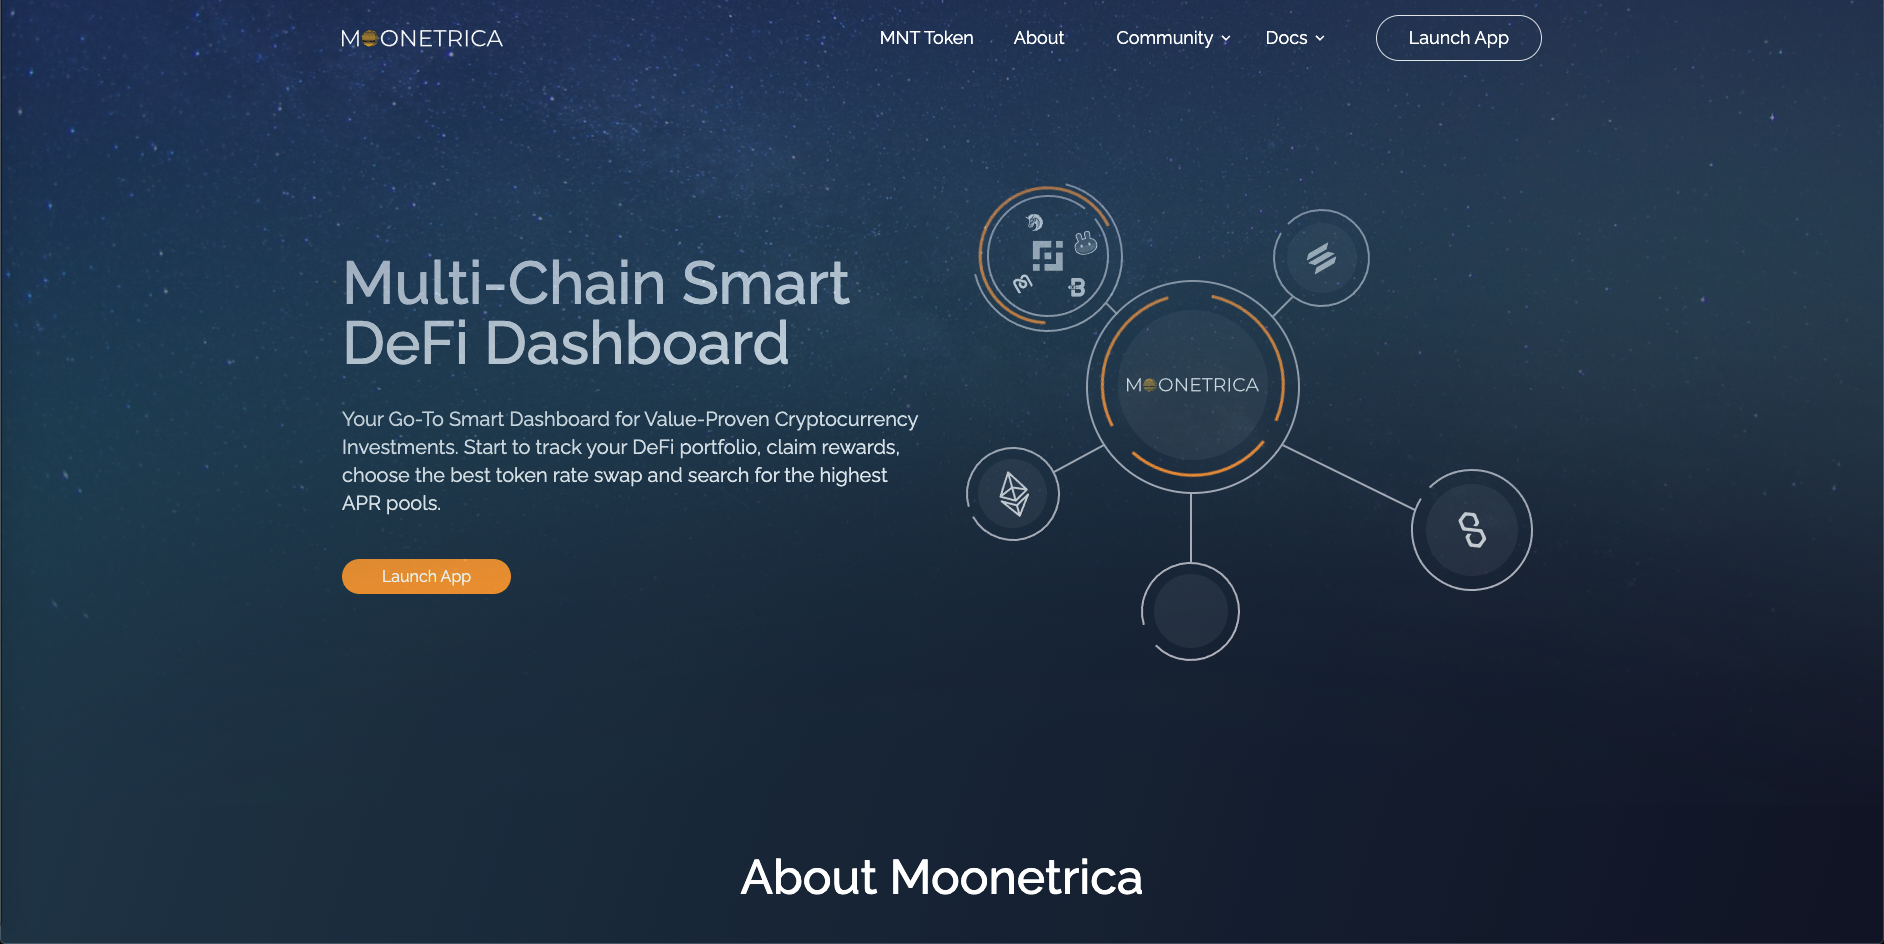 MOONETRICA
MNT Token
About
Community
Docs
Launch App
Multi-Chain Smart
DeFi Dashboard
Your Go-To Smart Dashboard for Value-Proven Cryptocurrency
Investments. Start to track your DeFi portfolio, claim rewards,
choose the best token rate swap and search for the highest
APR pools.
Launch App
MOONETRICA
About Moonetrica